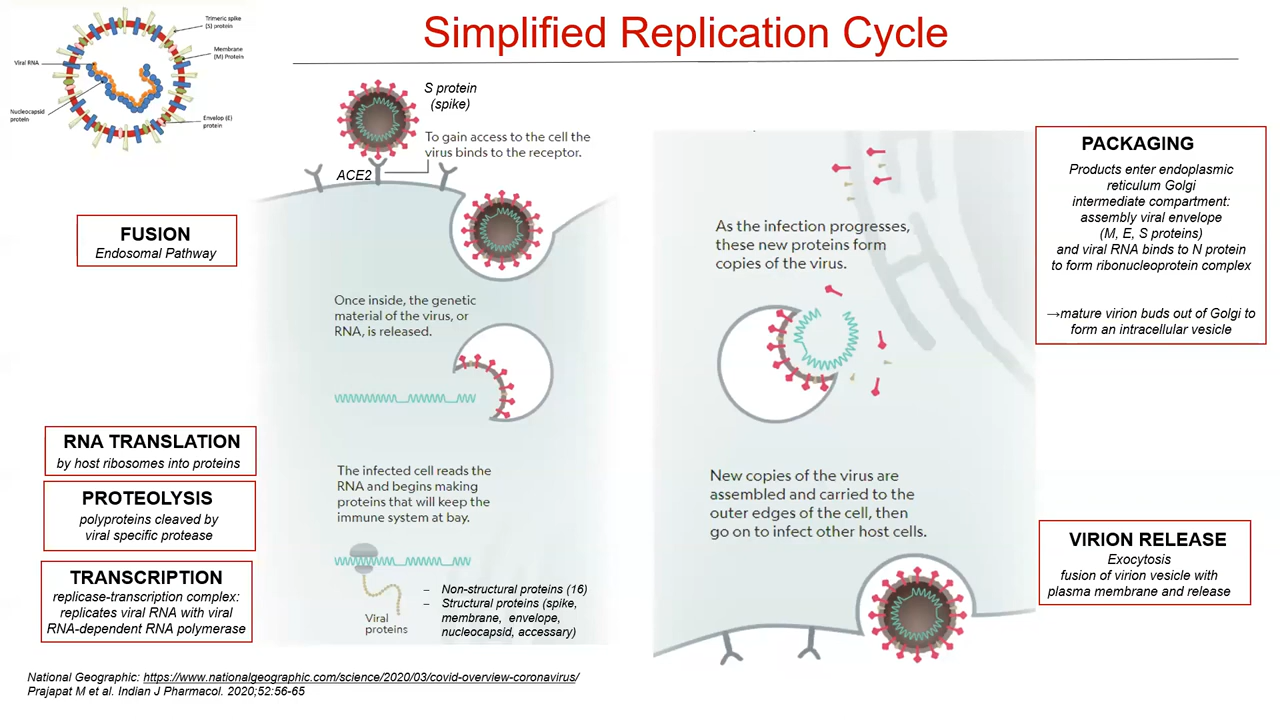 Simplified Replication Cycle
Trimeric spike
(S) protein
Membrane
(M) Protein
Viral RNA
Nucleocapsid
protein
Envelop (E)
protein
S protein
(spike)
To gain access to the cell the
virus binds to the receptor.
ACE2
FUSION
Endosomal Pathway
Once inside, the genetic
material of the virus, or
RNA, is released.
RNA TRANSLATION
by host ribosomes into proteins
PROTEOLYSIS
polyproteins cleaved by
viral specific protease
TRANSCRIPTION
replicase-transcription complex:
replicates viral RNA with viral
RNA-dependent RNA polymerase
The infected cell reads the
RNA and begins making
proteins that will keep the
immune system at bay.
Viral
proteins
– Non-structural proteins (16)
– Structural proteins (spike,
membrane, envelope,
nucleocapsid, accessary)
As the infection progresses,
these new proteins form
copies of the virus.
New copies of the virus are
assembled and carried to the
outer edges of the cell, then
go on to infect other host cells.
PACKAGING
Products enter endoplasmic
reticulum Golgi
intermediate compartment:
assembly viral envelope
(M, E, S proteins)
and viral RNA binds to N protein
to form ribonucleoprotein complex
→mature virion buds out of Golgi to
form an intracellular vesicle
VIRION RELEASE
Exocytosis
fusion of virion vesicle with
plasma membrane and release
National Geographic: https://www.nationalgeographic.com/science/2020/03/covid-overview-coronavirus/
Prajapat M et al. Indian J Pharmacol. 2020;52:56-65